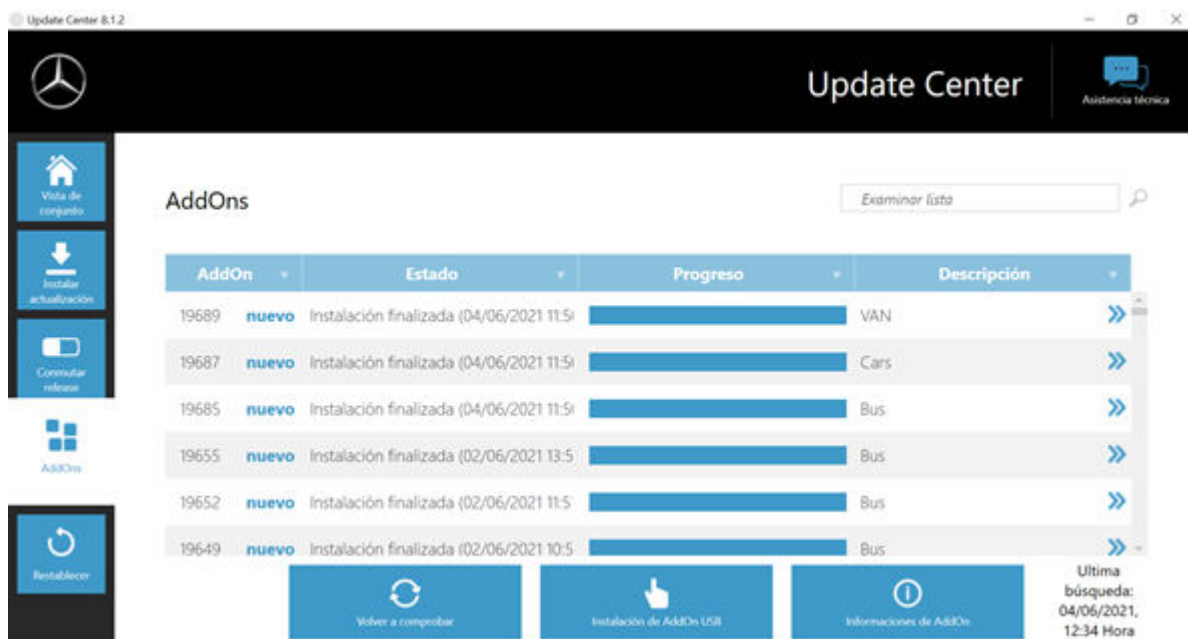 Update Center 8.1.2
Update Center
Asistencia técnica
Vista de
conjunto
Instalar
actualización
Conmutar
release
AddOns
Restablecer
AddOns
Examinar lista
AddOn Estado Progreso Descripción
19689 nuevo Instalación finalizada (04/06/2021 11:5 VAN
19687 nuevo Instalación finalizada (04/06/2021 11:5 Cars
19685 nuevo Instalación finalizada (04/06/2021 11:5 Bus
19655 nuevo Instalación finalizada (02/06/2021 13:5 Bus
19652 nuevo Instalación finalizada (02/06/2021 11:5 Bus
19649 nuevo Instalación finalizada (02/06/2021 10:5 Bus
Volver a comprobar
Instalación de AddOn USB
Informaciones de AddOn
Ultima
búsqueda:
04/06/2021,
12:34 Hora